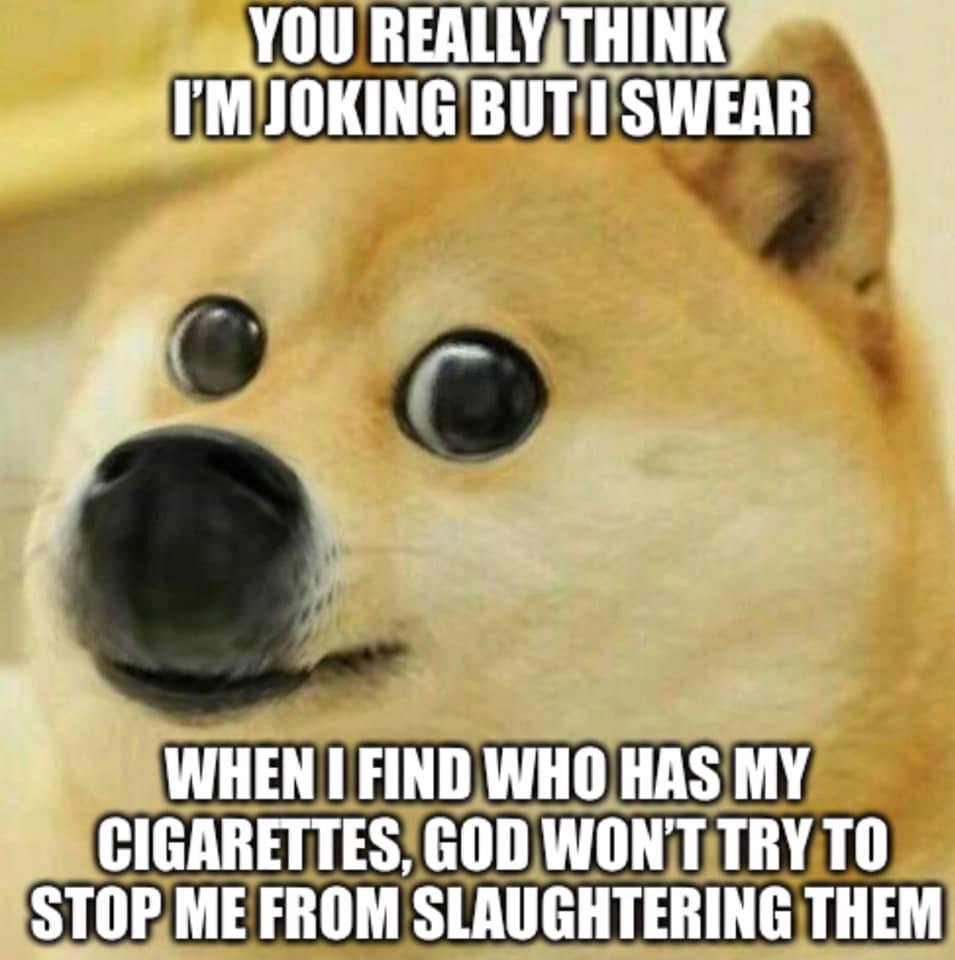 YOU REALLY THINK
I'M JOKING BUT I SWEAR
WHEN I FIND WHO HAS MY
CIGARETTES, GOD WON'T TRY TO
STOP ME FROM SLAUGHTERING THEM